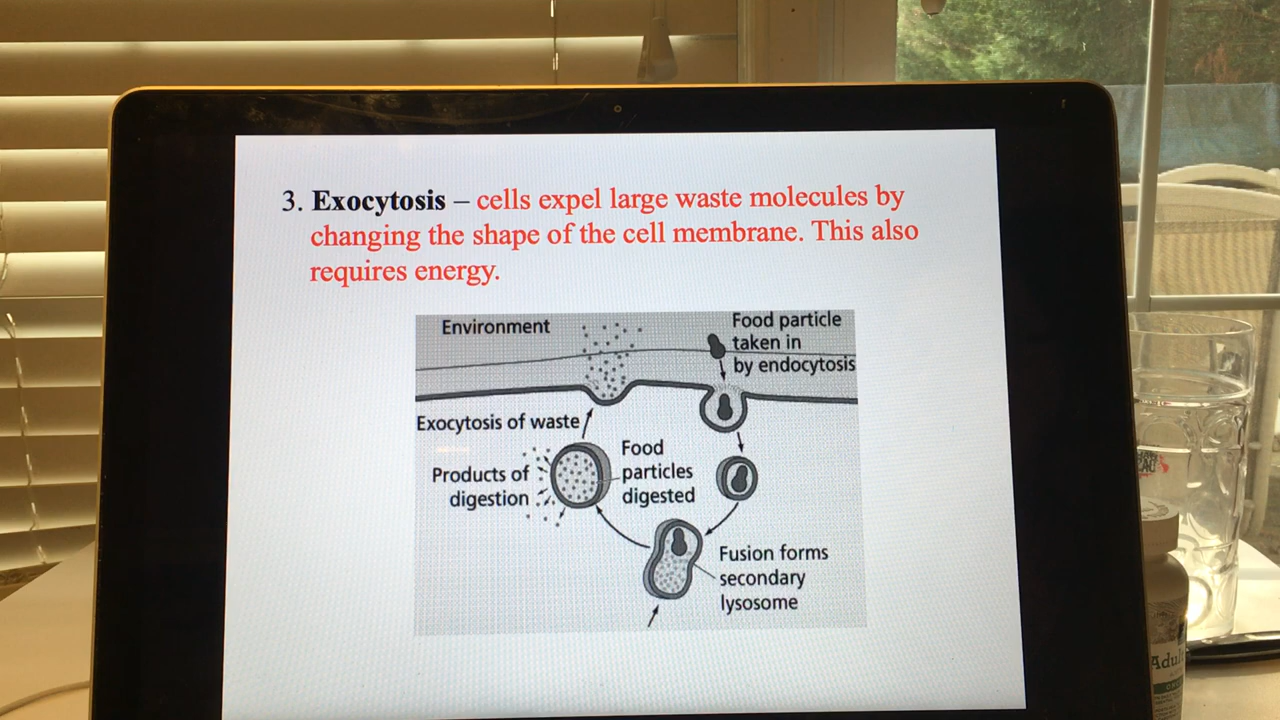 3. Exocytosis – cells expel large waste molecules by
changing the shape of the cell membrane. This also
requires energy.
Environment
Food particle
taken in
by endocytosis
Exocytosis of waste
Food
particles
digested
Products of
digestion
Fusion forms
secondary
lysosome